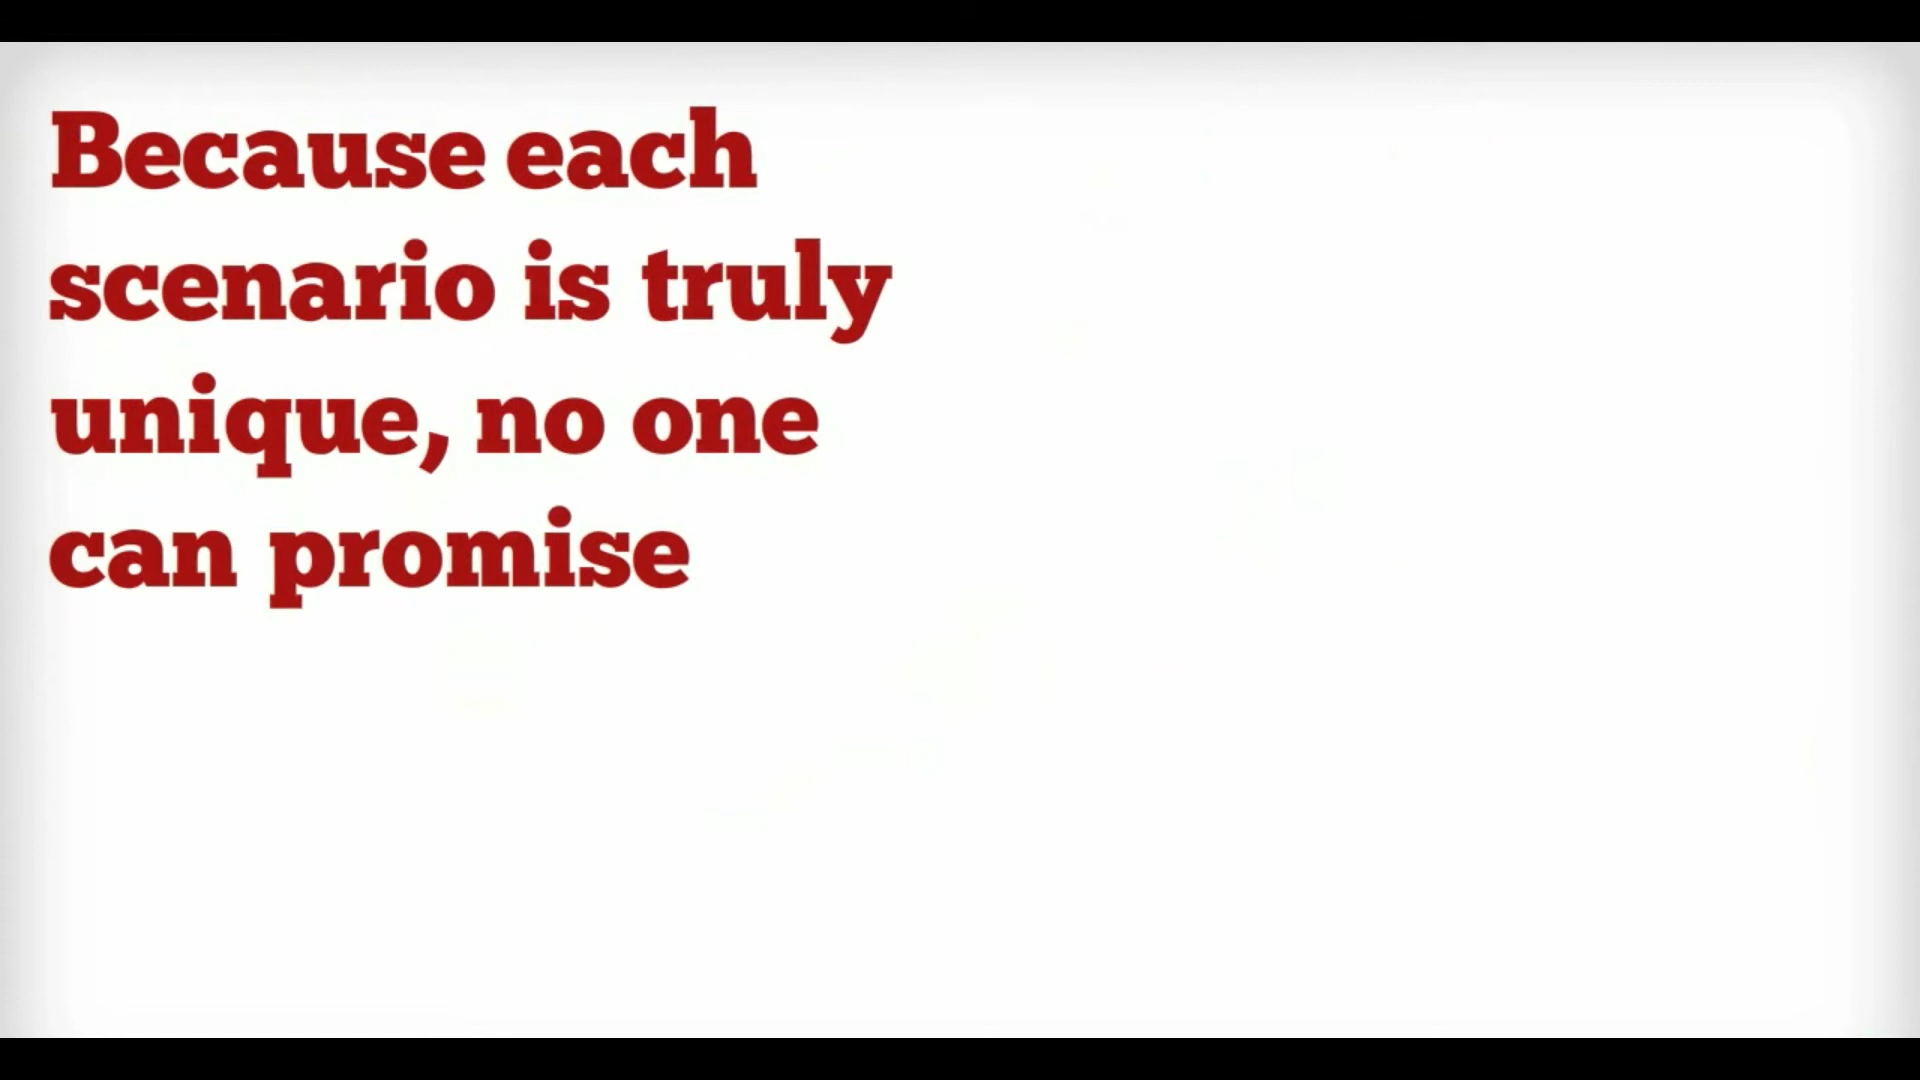 Because each
scenario is truly
unique, no one
can promise